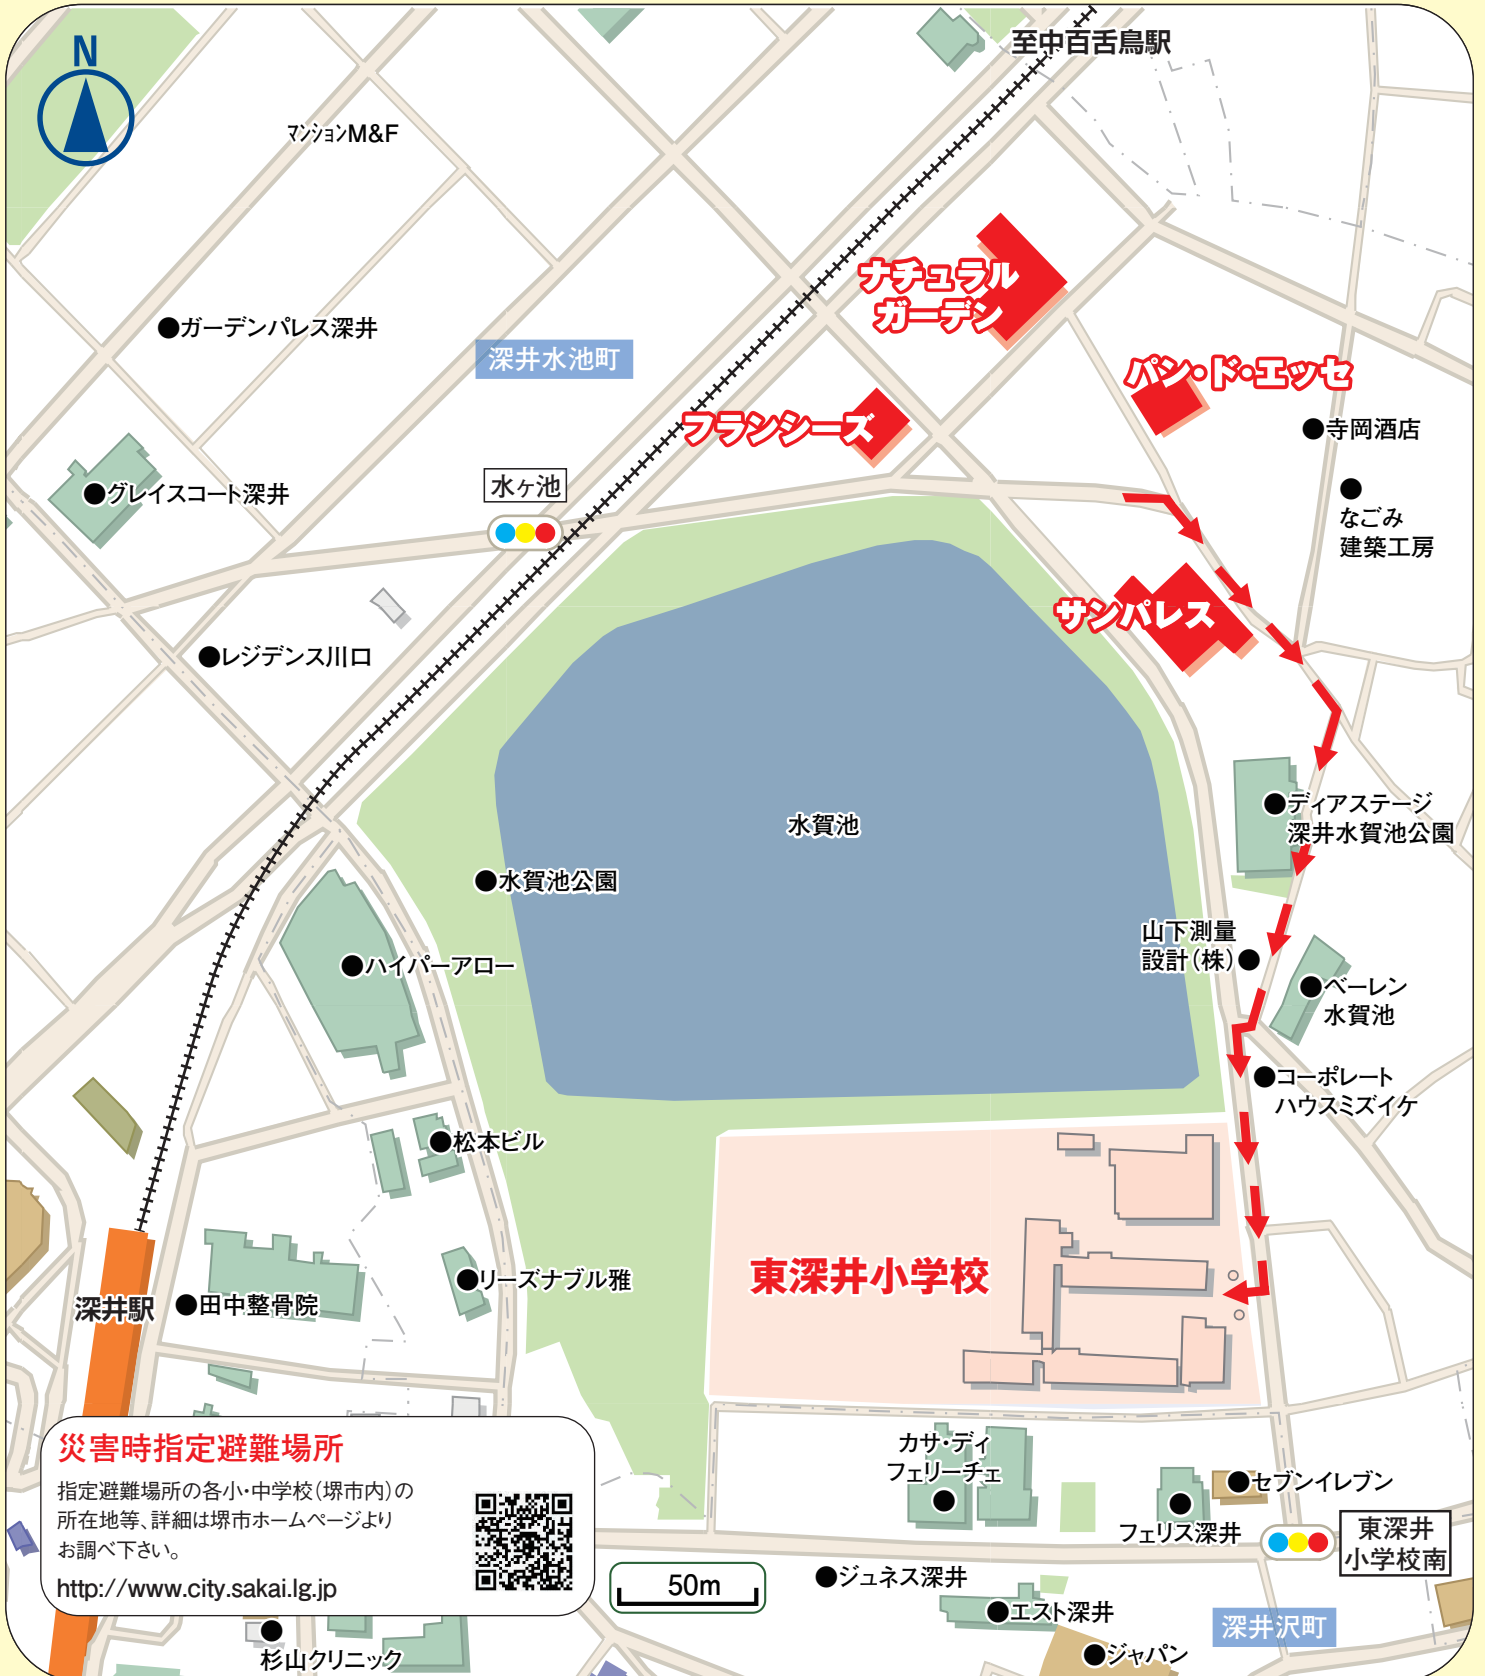 N
至中百舌鳥駅
マンションM&F
ナチュラル
ガーデン
ガーデンパレス深井
深井水池町
パン・ド・エッセ
フランシーズ
寺岡酒店
グレイスコート深井
水ヶ池
なごみ
建築工房
サンパレス
レジデンス川口
ディアステージ
深井水賀池公園
水賀池
水賀池公園
山下測量
設計(株)
ハイパーアロー
ベーレン
水賀池
コーポレート
ハウスミズイケ
松本ビル
東深井小学校
リーズナブル雅
深井駅
田中整骨院
災害時指定避難場所
指定避難場所の各小・中学校(堺市内)の
所在地等、詳細は堺市ホームページより
お調べ下さい。
http://www.city.sakai.lg.jp
カサ・ディ
フェリーチェ
セブンイレブン
フェリス深井
東深井
小学校南
50m
ジュネス深井
エスト深井
深井沢町
杉山クリニック
ジャパン